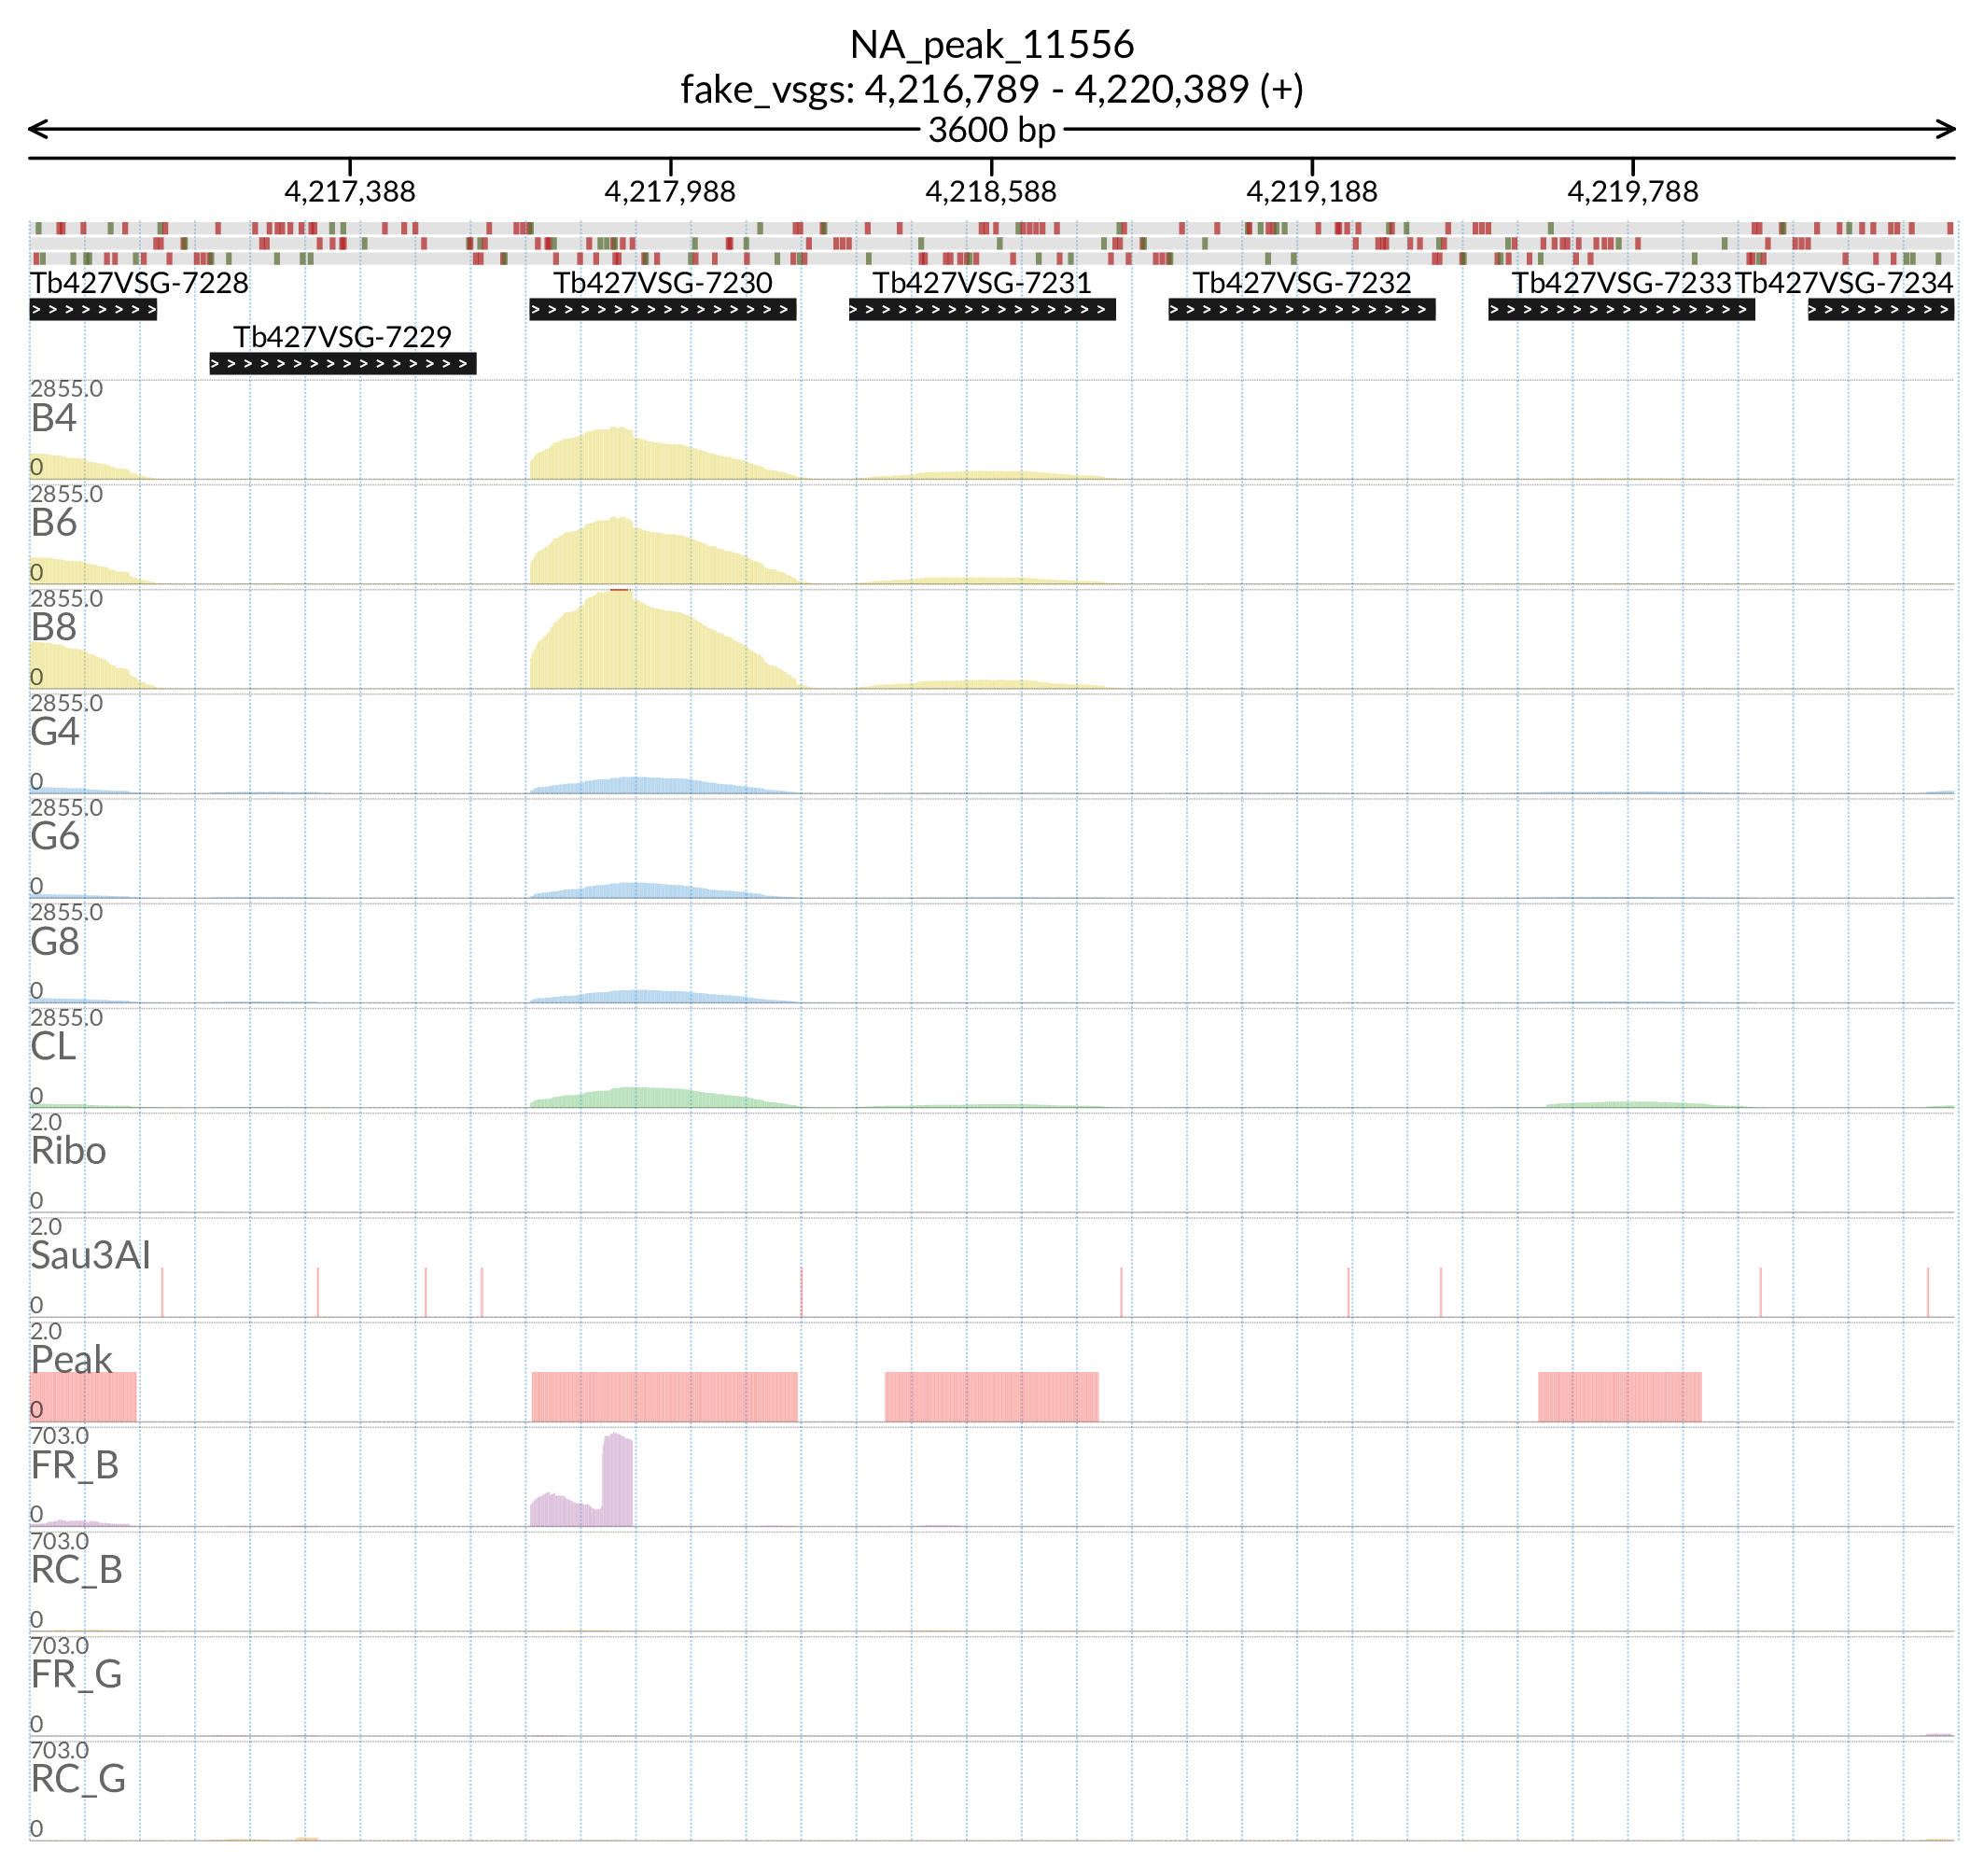 NA_peak_11556
fake_vsgs: 4,216,789 - 4,220,389 (+)
3600 bp
4,217,388 4,217,988 4,218,588 4,219,188 4,219,788
Tb427VSG-7228 Tb427VSG-7230 Tb427VSG-7231 Tb427VSG-7232 Tb427VSG-7233 Tb427VSG-7234
Tb427VSG-7229
2855.0
B4
0
2855.0
B6
0
2855.0
B8
0
2855.0
G4
0
2855.0
G6
0
2855.0
G8
0
2855.0
CL
0
2.0
Ribo
0
2.0
Sau3AI
0
2.0
Peak
0
703.0
FR_B
0
703.0
RC_B
0
703.0
FR_G
0
703.0
RC_G
0